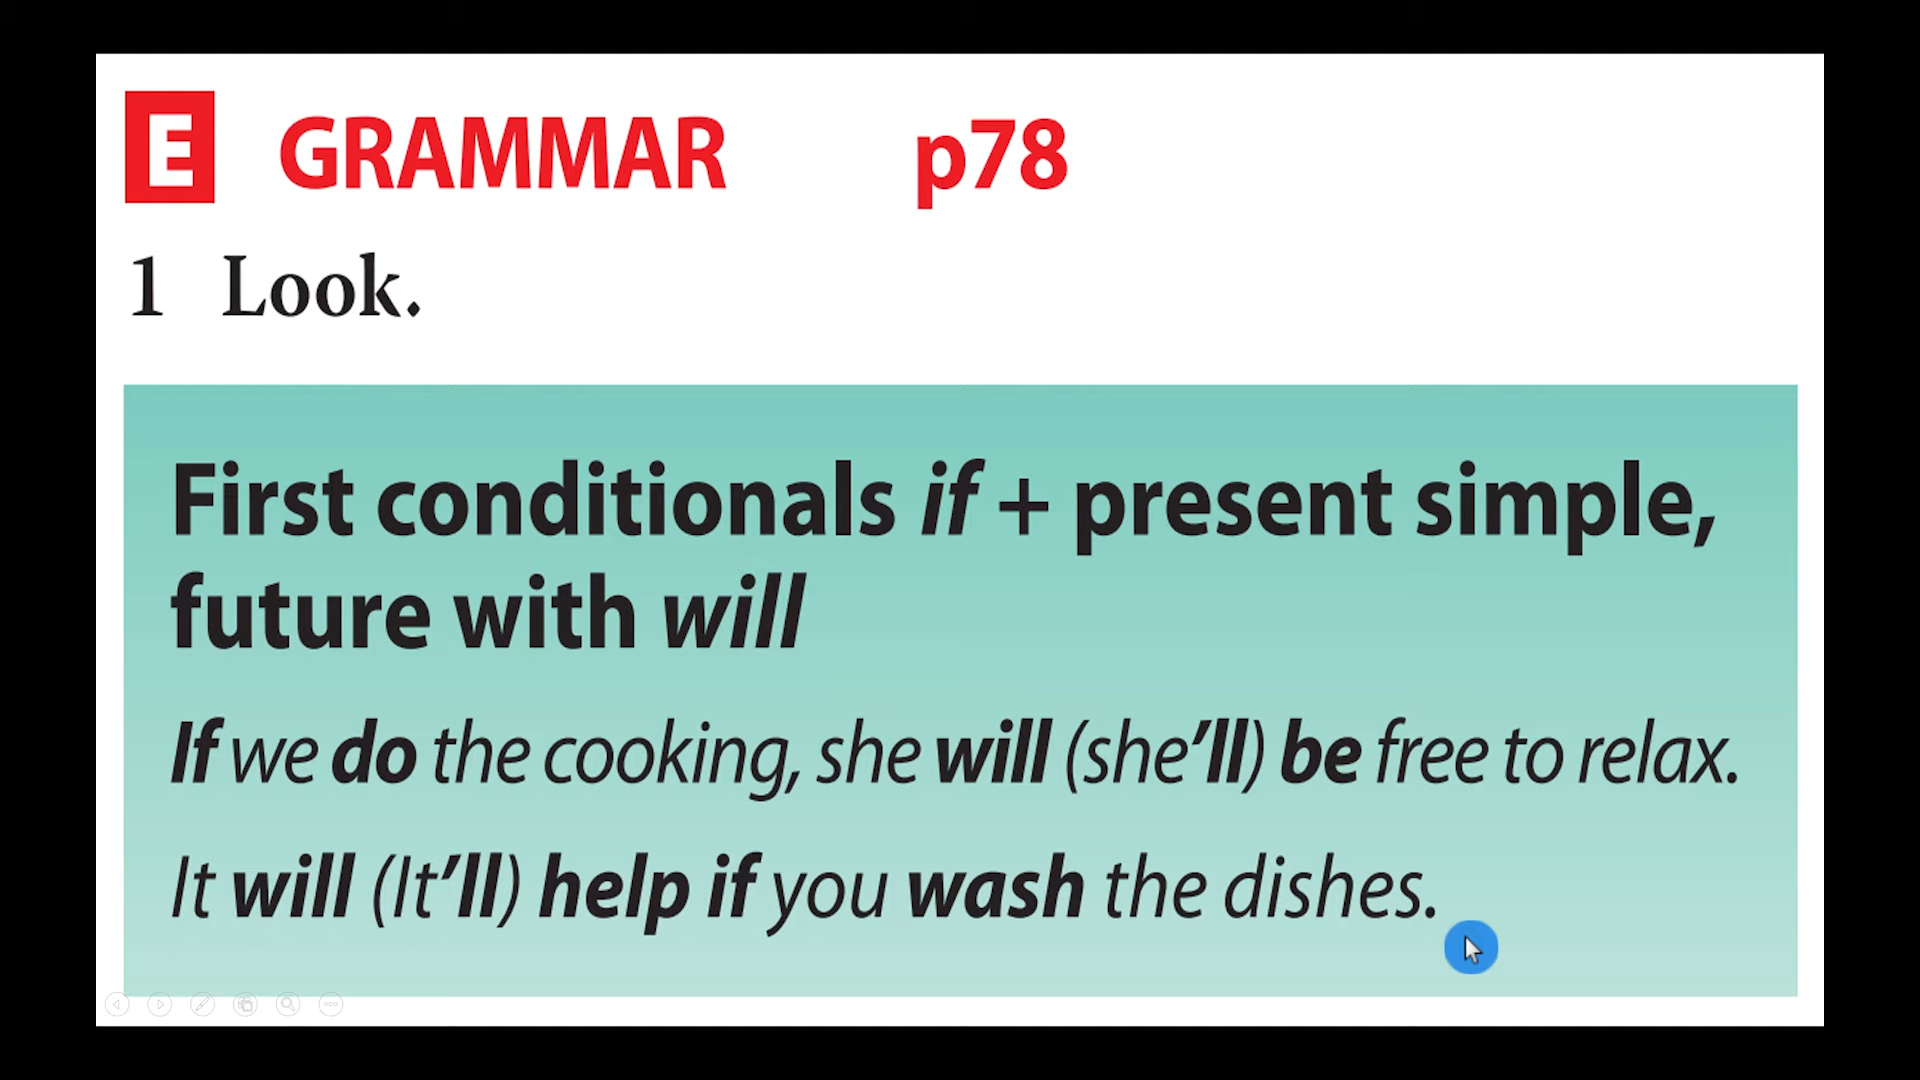 E GRAMMAR p78
1 Look.
First conditionals if + present simple,
future with will
If we do the cooking, she will (she’ll) be free to relax.
It will (It’ll) help if you wash the dishes.